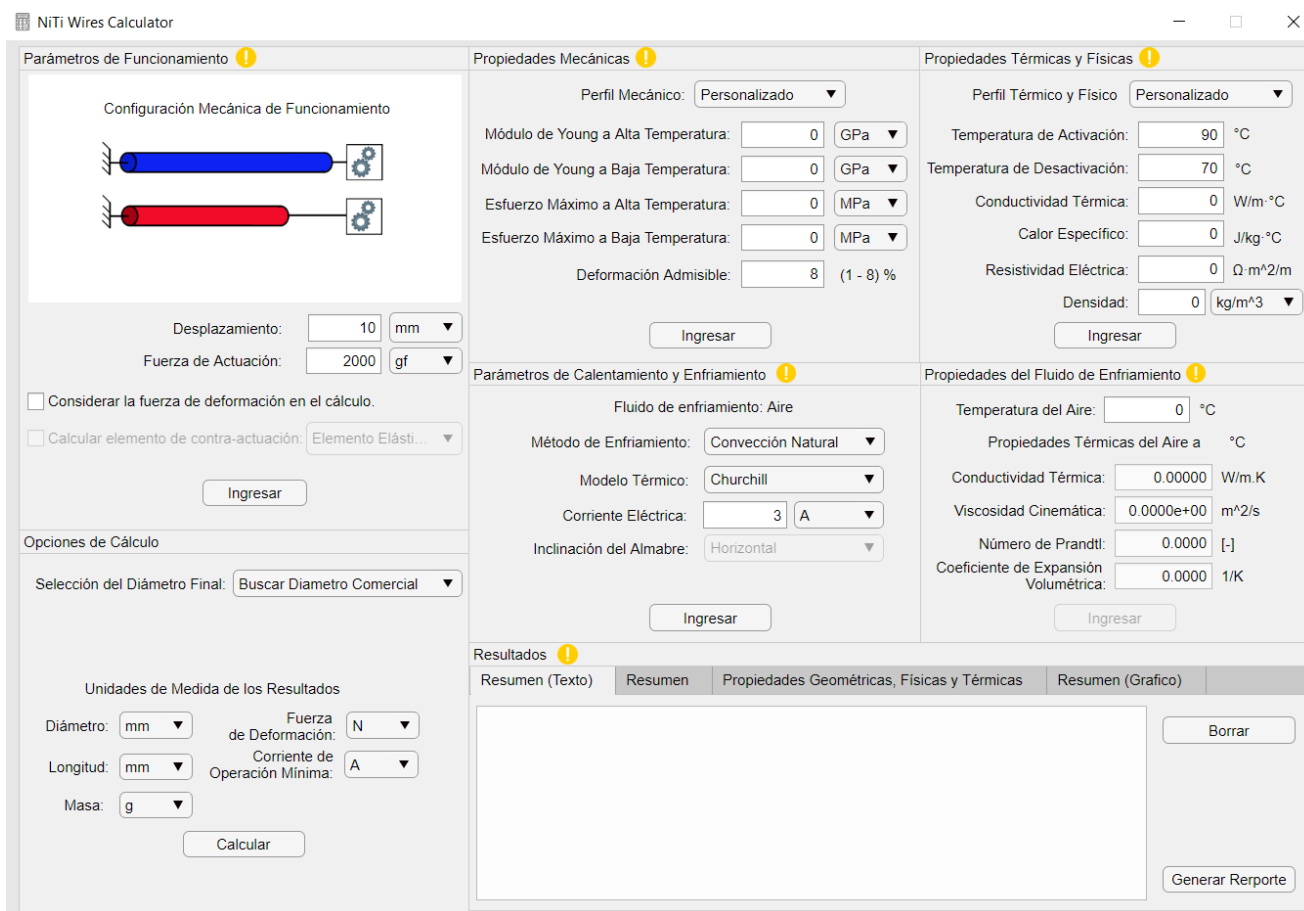 NiTi Wires Calculator
Parámetros de Funcionamiento
Configuración Mecánica de Funcionamiento
Desplazamiento: 10 mm
Fuerza de Actuación: 2000 gf
Considerar la fuerza de deformación en el cálculo.
Calcular elemento de contra-actuación: Elemento Elásti...
Ingresar
Opciones de Cálculo
Selección del Diámetro Final: Buscar Diametro Comercial
Unidades de Medida de los Resultados
Diámetro: mm
Fuerza
de Deformación: N
Longitud: mm
Corriente de
Operación Mínima: A
Masa: g
Calcular
Propiedades Mecánicas
Perfil Mecánico: Personalizado
Módulo de Young a Alta Temperatura: 0 GPa
Módulo de Young a Baja Temperatura: 0 GPa
Esfuerzo Máximo a Alta Temperatura: 0 MPa
Esfuerzo Máximo a Baja Temperatura: 0 MPa
Deformación Admisible: 8 (1 - 8) %
Ingresar
Propiedades Térmicas y Físicas
Perfil Térmico y Físico Personalizado
Temperatura de Activación: 90 °C
Temperatura de Desactivación: 70 °C
Conductividad Térmica: 0 W/m·°C
Calor Específico: 0 J/kg·°C
Resistividad Eléctrica: 0 Ω·m^2/m
Densidad: 0 kg/m^3
Ingresar
Parámetros de Calentamiento y Enfriamiento
Fluido de enfriamiento: Aire
Método de Enfriamiento: Convección Natural
Modelo Térmico: Churchill
Corriente Eléctrica: 3 A
Inclinación del Almabre: Horizontal
Ingresar
Propiedades del Fluido de Enfriamiento
Temperatura del Aire: 0 °C
Propiedades Térmicas del Aire a °C
Conductividad Térmica: 0.00000 W/m.K
Viscosidad Cinemática: 0.0000e+00 m^2/s
Número de Prandtl: 0.0000 [-]
Coeficiente de Expansión
Volumétrica: 0.0000 1/K
Ingresar
Resultados
Resumen (Texto) Resumen Propiedades Geométricas, Físicas y Térmicas Resumen (Grafico)
Borrar
Generar Rerporte